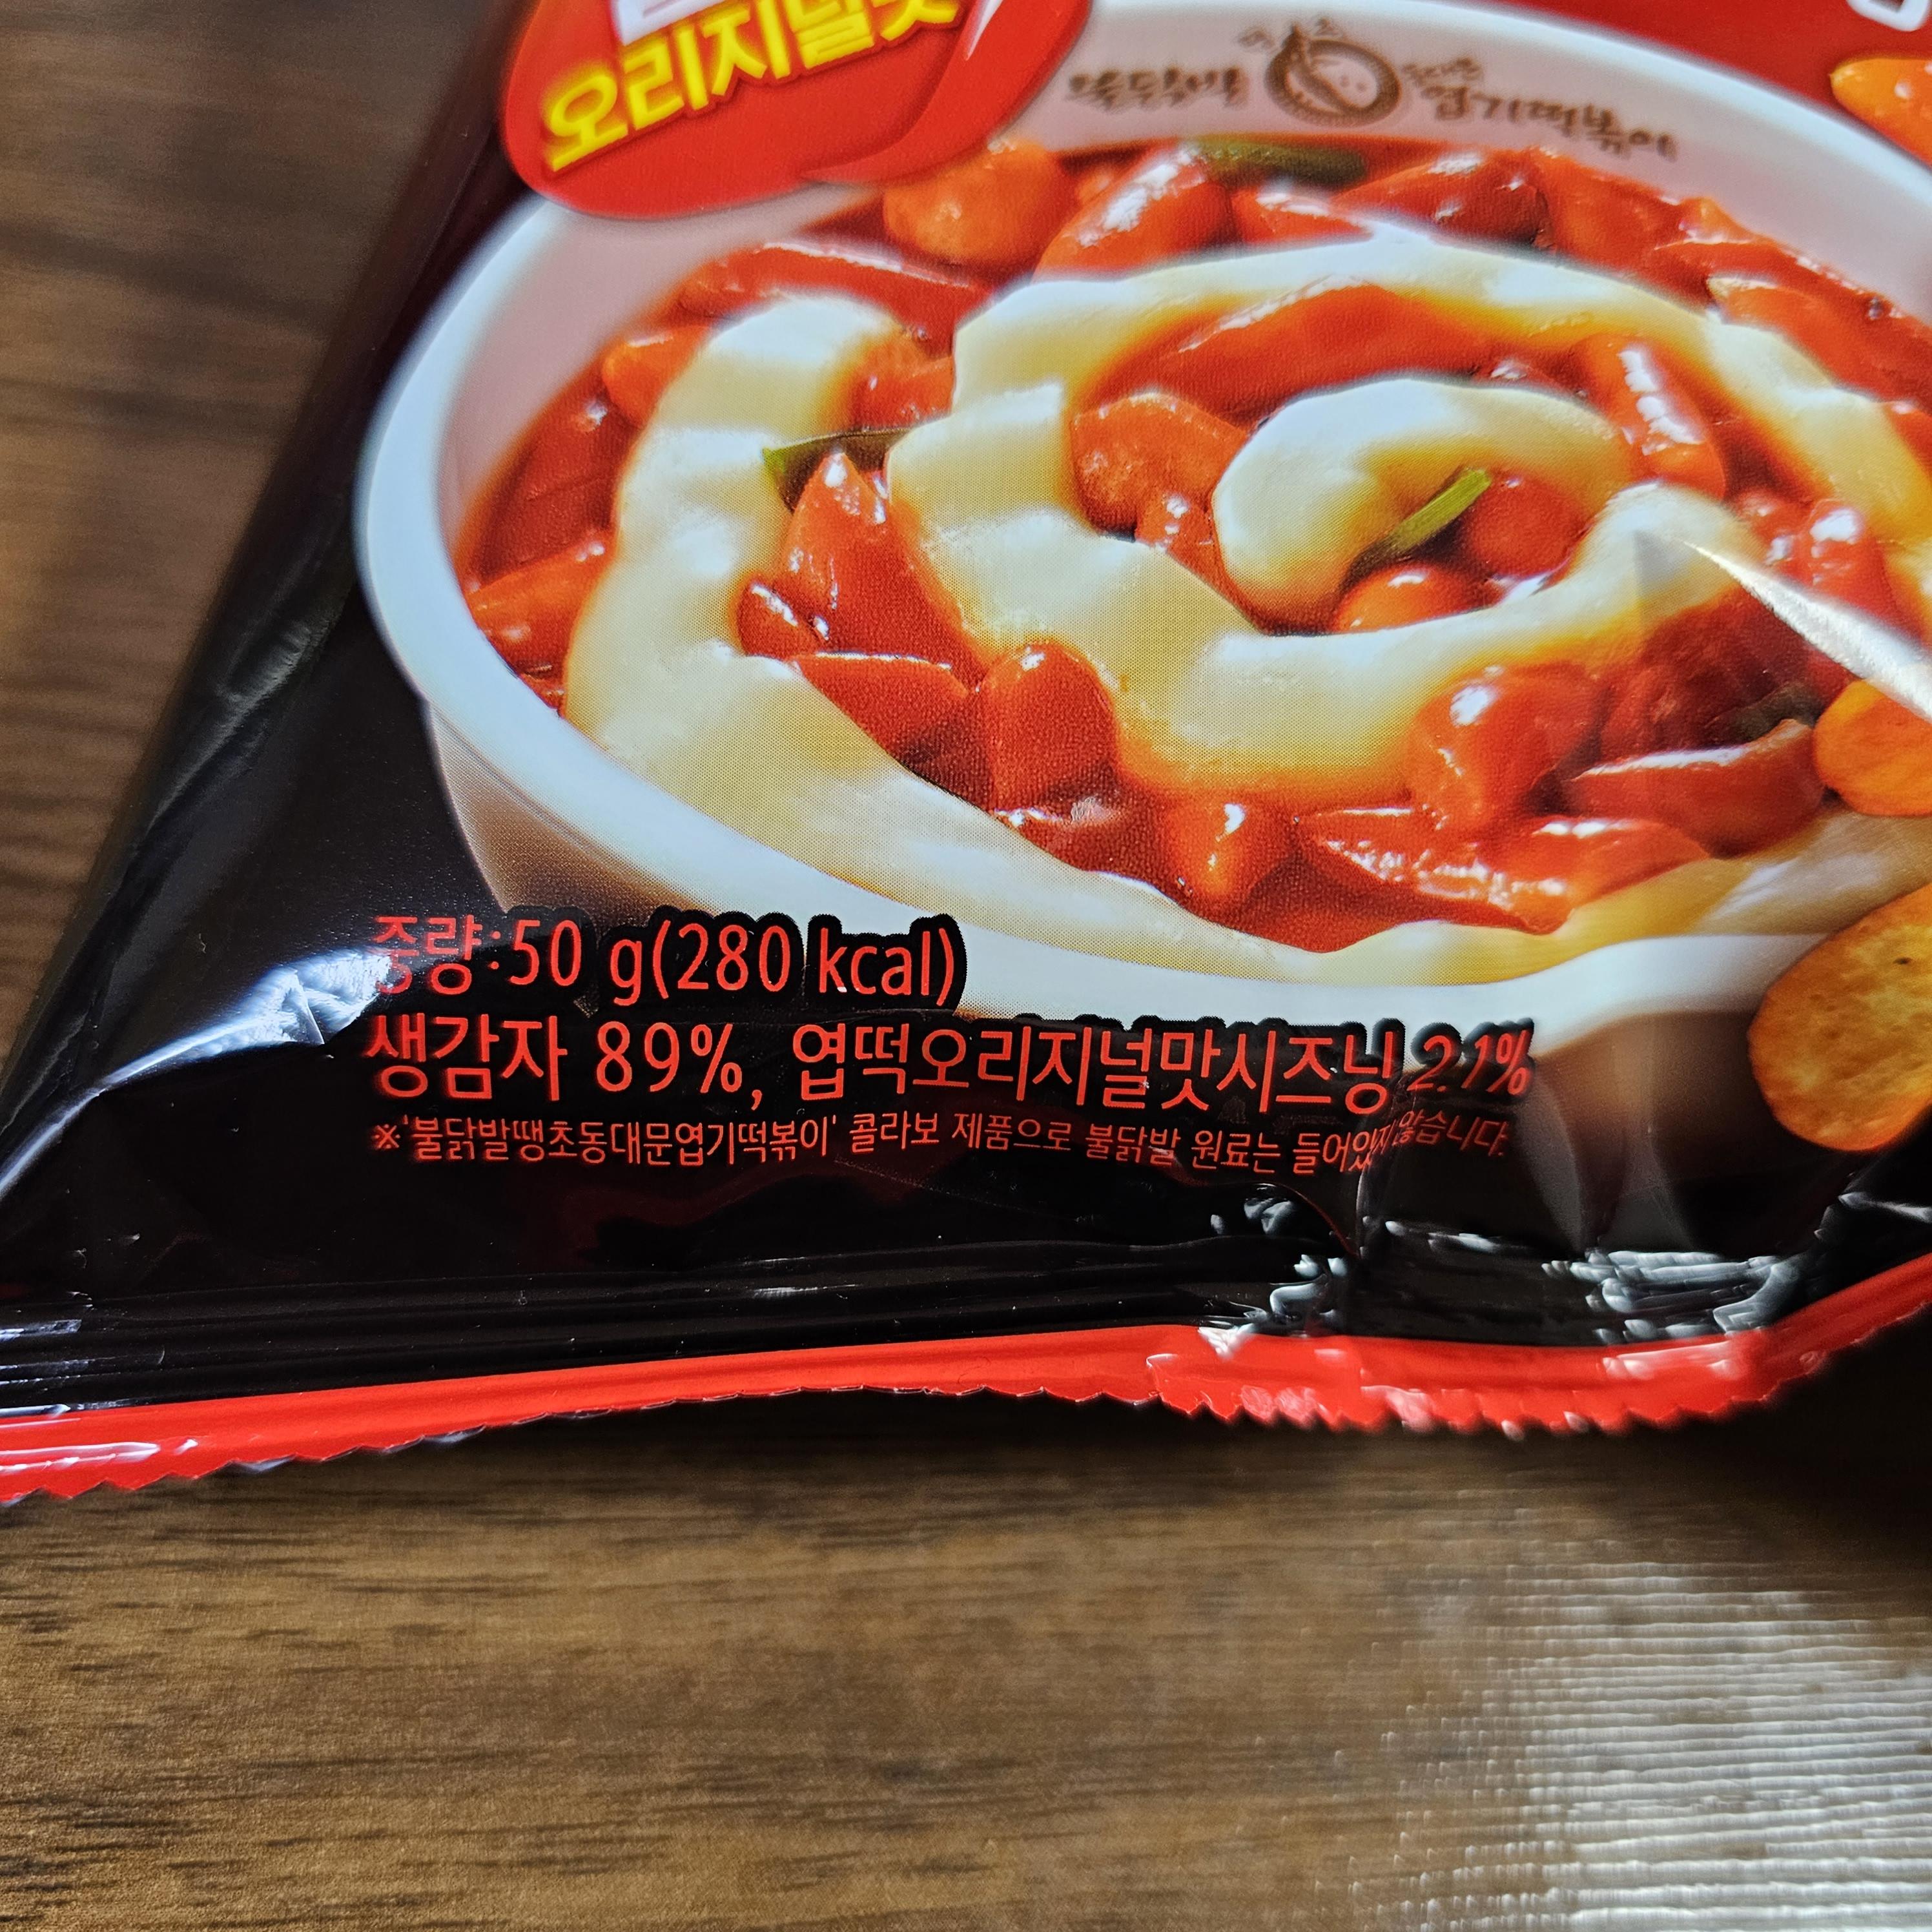 오리지널맛
엽기떡볶이
중량:50 g(280 kcal)
생감자 89%, 엽떡오리지널맛시즈닝 2.1%
※'불닭발땡초동대문엽기떡볶이' 콜라보 제품으로 불닭발 원료는 들어있지 않습니다.